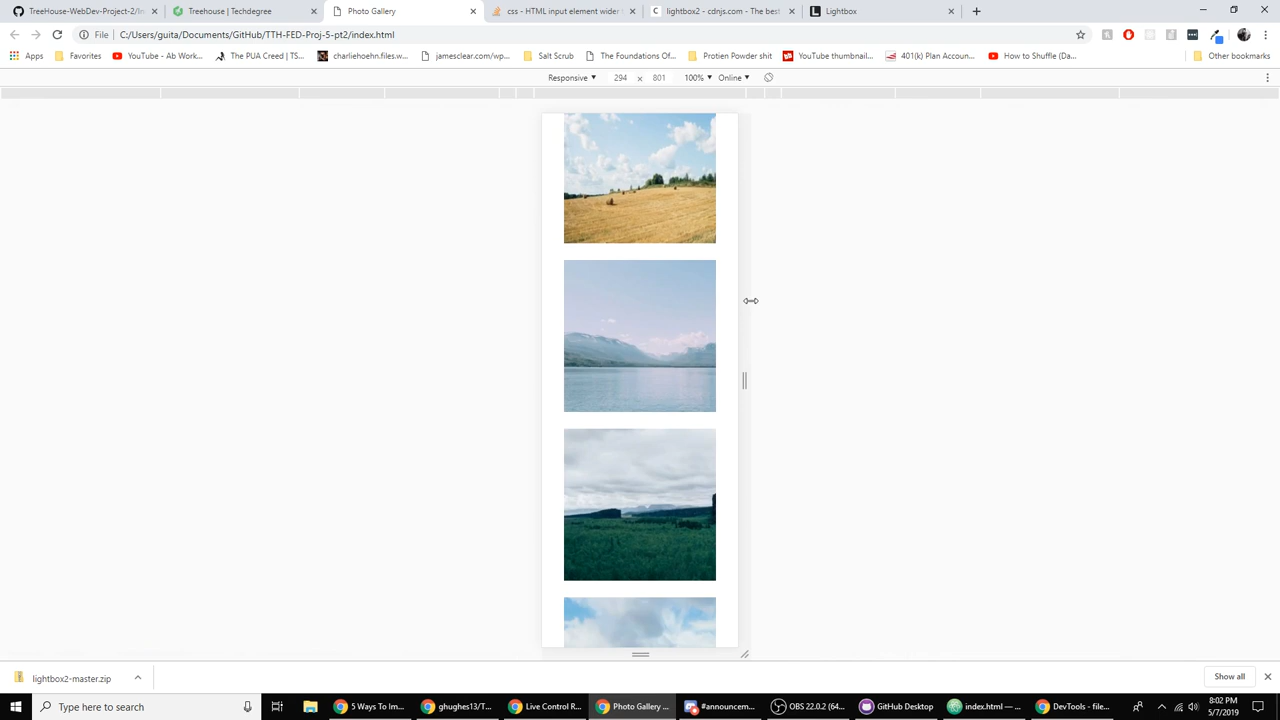 TreeHouse-WebDev-Project-2/In
Treehouse | Techdegree
Photo Gallery
css - HTML input element wider
lightbox2 - cdnjs.com - The best
Lightbox
File
C:/Users/guita/Documents/GitHub/TTH-FED-Proj-5-pt2/index.html
Apps
Favorites
YouTube - Ab Work...
The PUA Creed | TS...
charliehoehn.files.w...
jamesclear.com/wp...
Salt Scrub
The Foundations Of...
Protien Powder shit
YouTube thumbnail...
401(k) Plan Accoun...
How to Shuffle (Da...
Other bookmarks
Responsive
294 x 801
100%
Online
lightbox2-master.zip
Show all
Type here to search
5 Ways To Im...
ghughes13/T...
Live Control R...
Photo Gallery ...
#announcem...
OBS 22.0.2 (64...
GitHub Desktop
index.html — ...
DevTools - file...
8:02 PM
5/7/2019